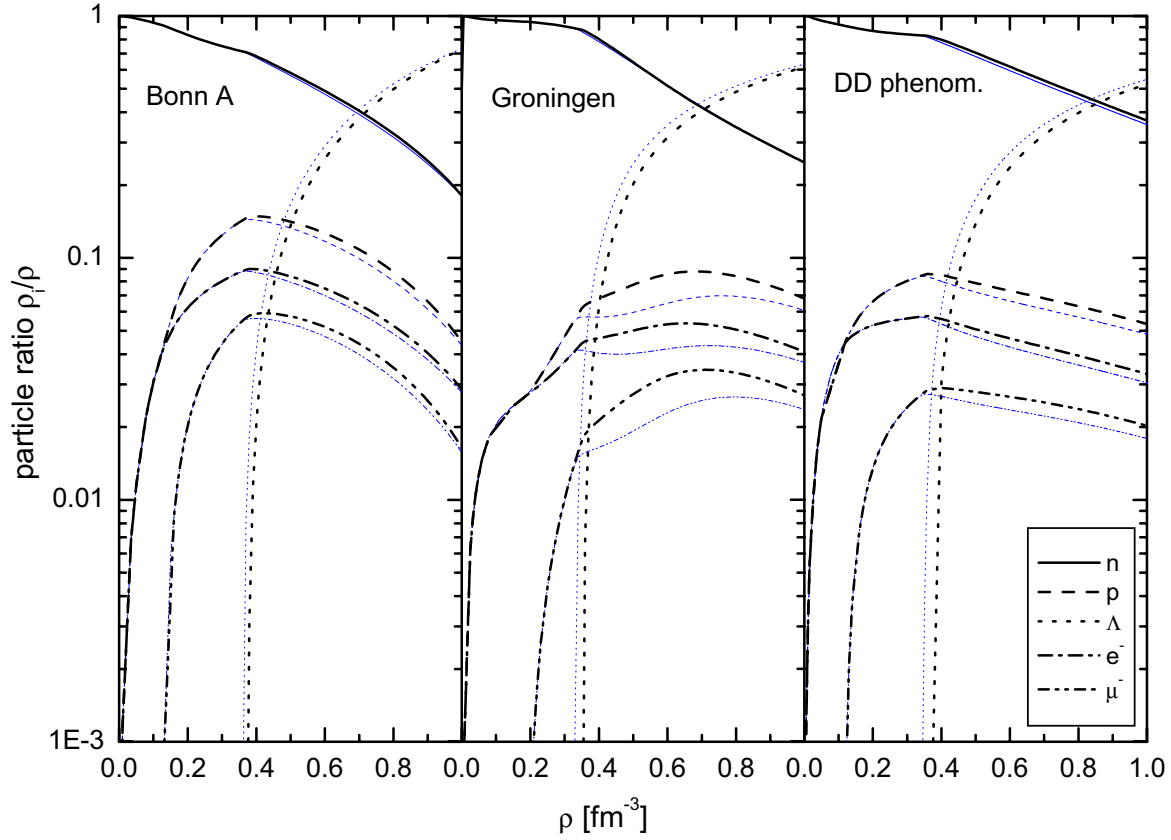 Bonn A
Groningen
DD phenom.
particle ratio ρi/ρ
1
0.1
0.01
1E-3
n
p
Λ
e-
μ-
0.0 0.2 0.4 0.6 0.8 0.0 0.2 0.4 0.6 0.8 0.0 0.2 0.4 0.6 0.8 1.0
ρ [fm-3]